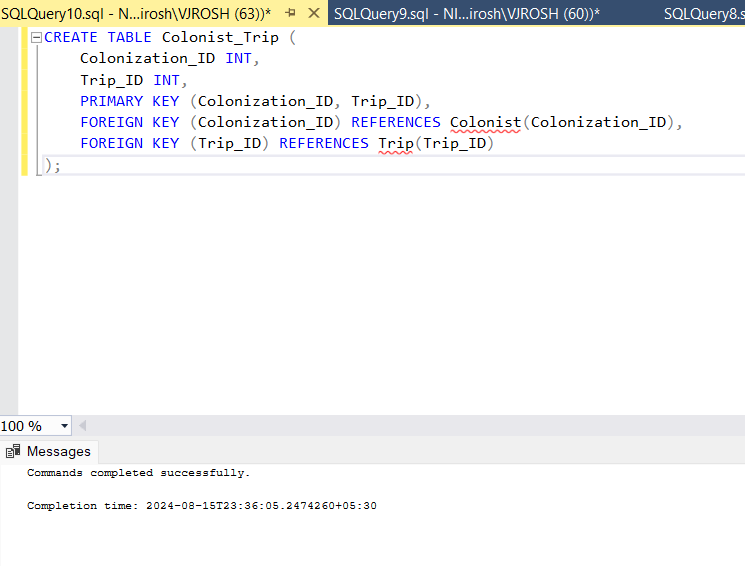 SQLQuery10.sql - NI...irosh\VJROSH (63))* SQLQuery9.sql - NI...irosh\VJROSH (60))* SQLQuery8.s
CREATE TABLE Colonist_Trip (
    Colonization_ID INT,
    Trip_ID INT,
    PRIMARY KEY (Colonization_ID, Trip_ID),
    FOREIGN KEY (Colonization_ID) REFERENCES Colonist(Colonization_ID),
    FOREIGN KEY (Trip_ID) REFERENCES Trip(Trip_ID)
);
100 %
Messages
Commands completed successfully.
Completion time: 2024-08-15T23:36:05.2474260+05:30